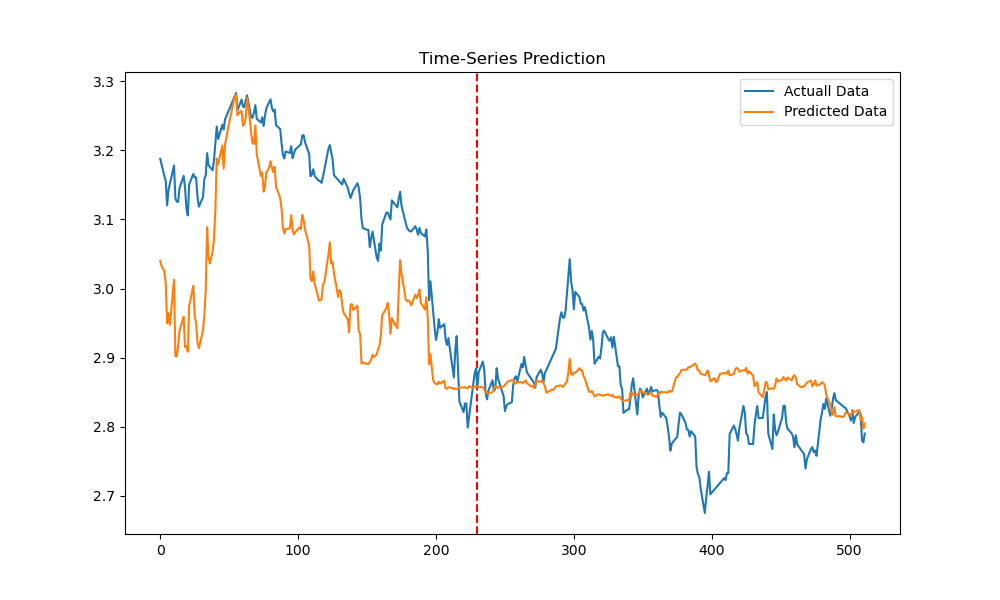 Time-Series Prediction
Actuall Data
Predicted Data
3.3
3.2
3.1
3.0
2.9
2.8
2.7
0 100 200 300 400 500